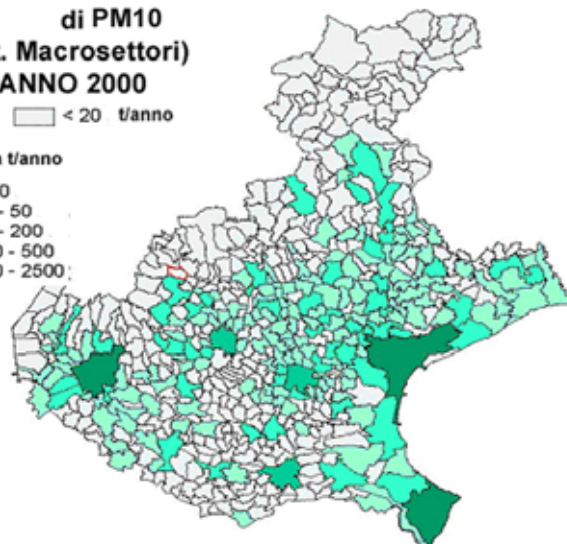 di PM10
. Macrosettori)
ANNO 2000
< 20 t/anno
t/anno
0
- 50
- 200
- 500
- 2500